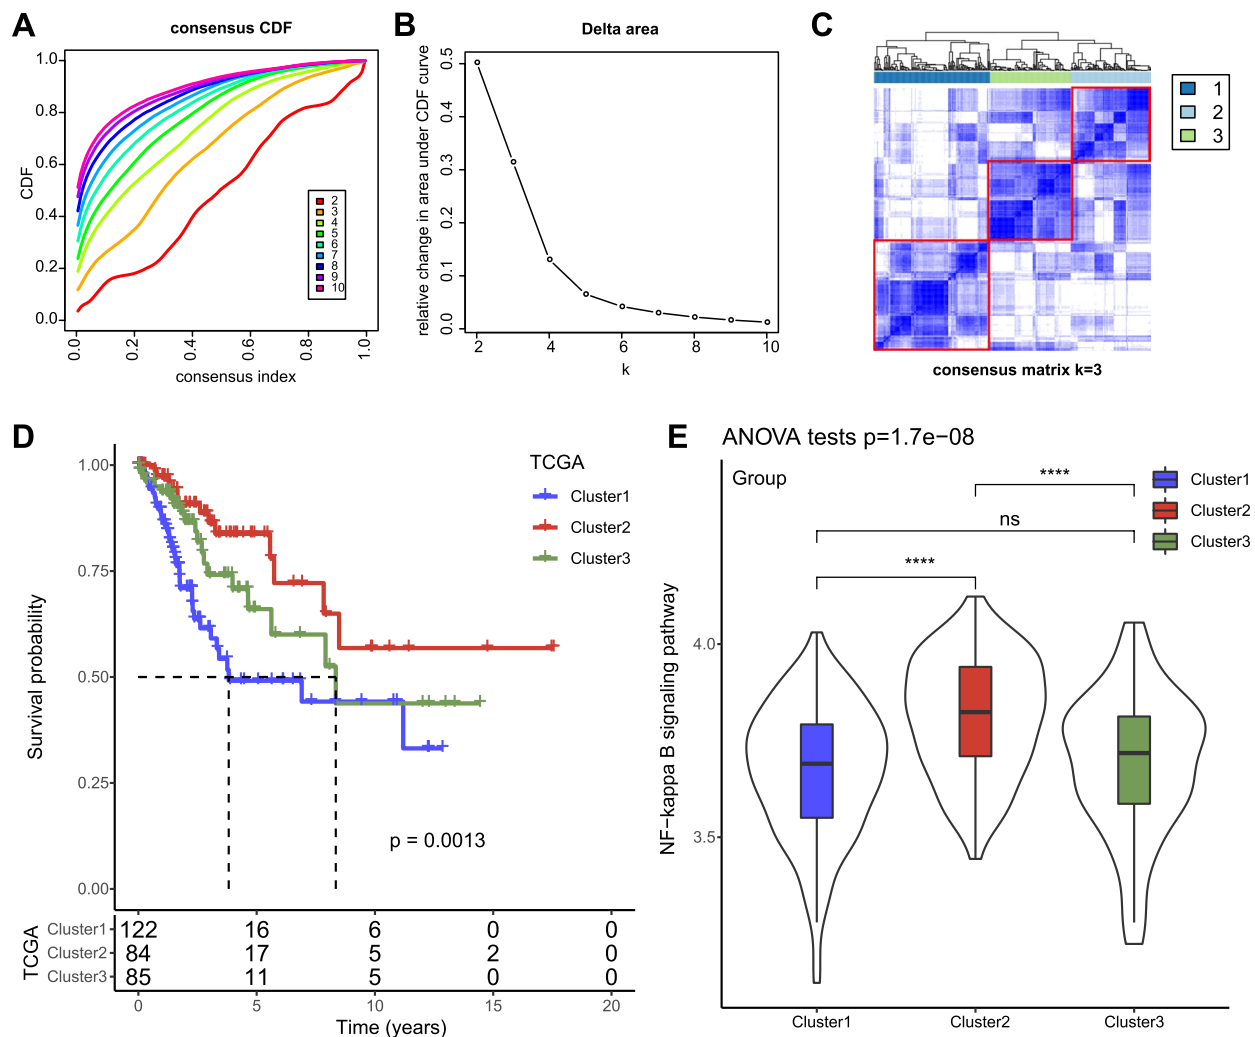 A
consensus CDF
CDF
1.0
0.8
0.6
0.4
0.2
0.0
2
3
4
5
6
7
8
9
10
0.0 0.2 0.4 0.6 0.8 1.0
consensus index
B
Delta area
relative change in area under CDF curve
0.5
0.4
0.3
0.2
0.1
0.0
2 4 6 8 10
k
C
1
2
3
consensus matrix k=3
D
Survival probability
1.00
0.75
0.50
0.25
0.00
TCGA
Cluster1
Cluster2
Cluster3
p = 0.0013
TCGA
Cluster1 122 16 6 0 0
Cluster2 84 17 5 2 0
Cluster3 85 11 5 0 0
0 5 10 15 20
Time (years)
E
ANOVA tests p=1.7e−08
Group
Cluster1
Cluster2
Cluster3
****
ns
****
NF−kappa B signaling pathway
4.0
3.5
Cluster1 Cluster2 Cluster3